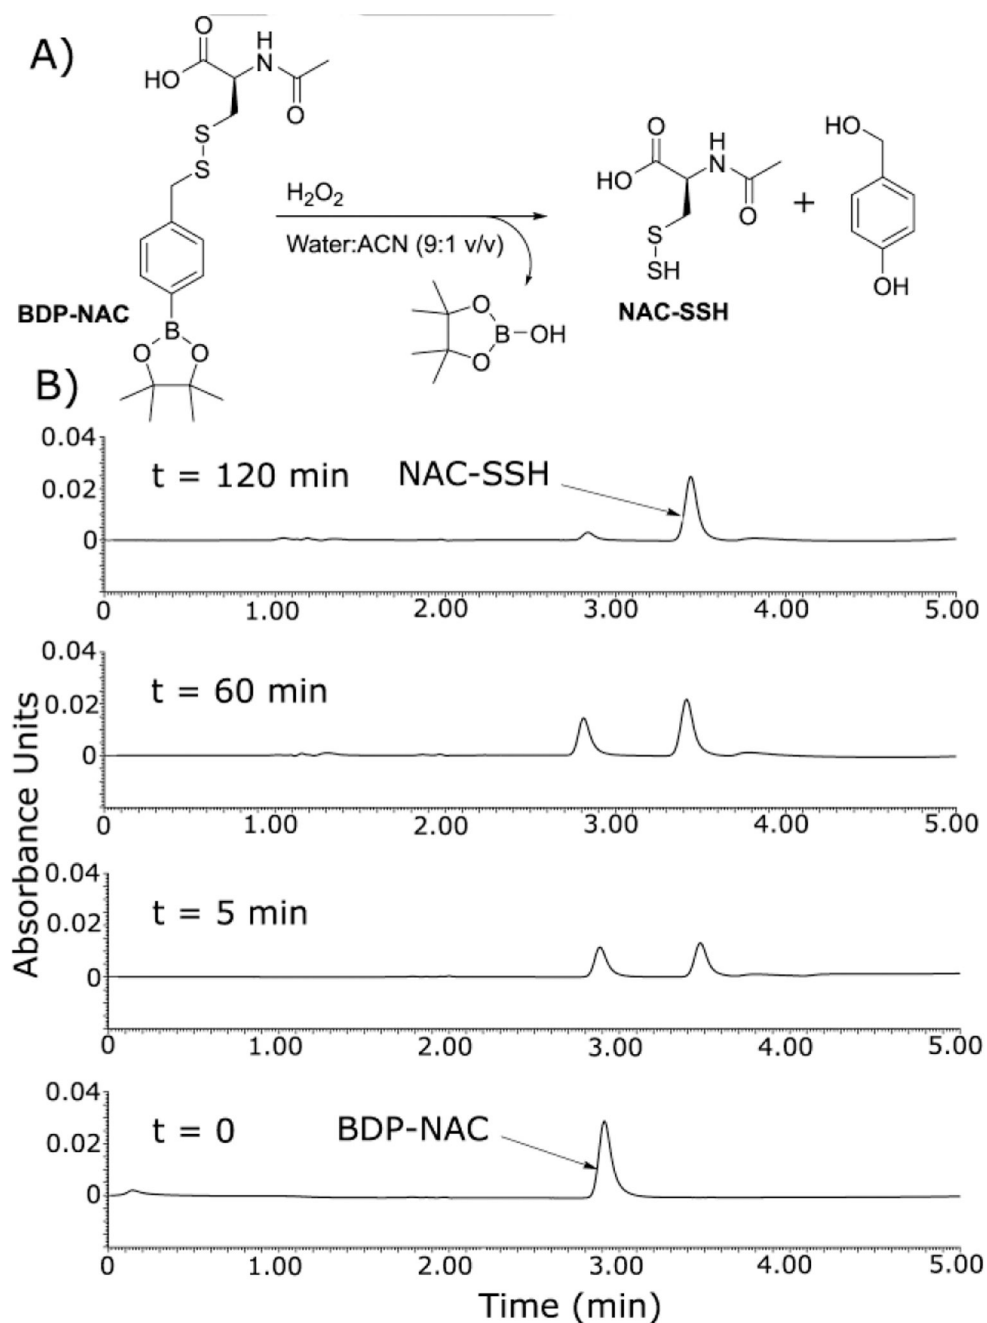 A)
O
HO
H
N
O
S
S
BDP-NAC
B
O
O
H₂O₂
Water:ACN (9:1 v/v)
O
B
OH
O
O
HO
H
N
O
S
SH
NAC-SSH
+
HO
OH
B)
0.04
0.02
0
t = 120 min
NAC-SSH
0
1.00
2.00
3.00
4.00
5.00
0.04
0.02
0
t = 60 min
0
1.00
2.00
3.00
4.00
5.00
Absorbance Units
0.04
0.02
0
t = 5 min
0
1.00
2.00
3.00
4.00
5.00
0.04
0.02
0
t = 0
BDP-NAC
0
1.00
2.00
3.00
4.00
5.00
Time (min)